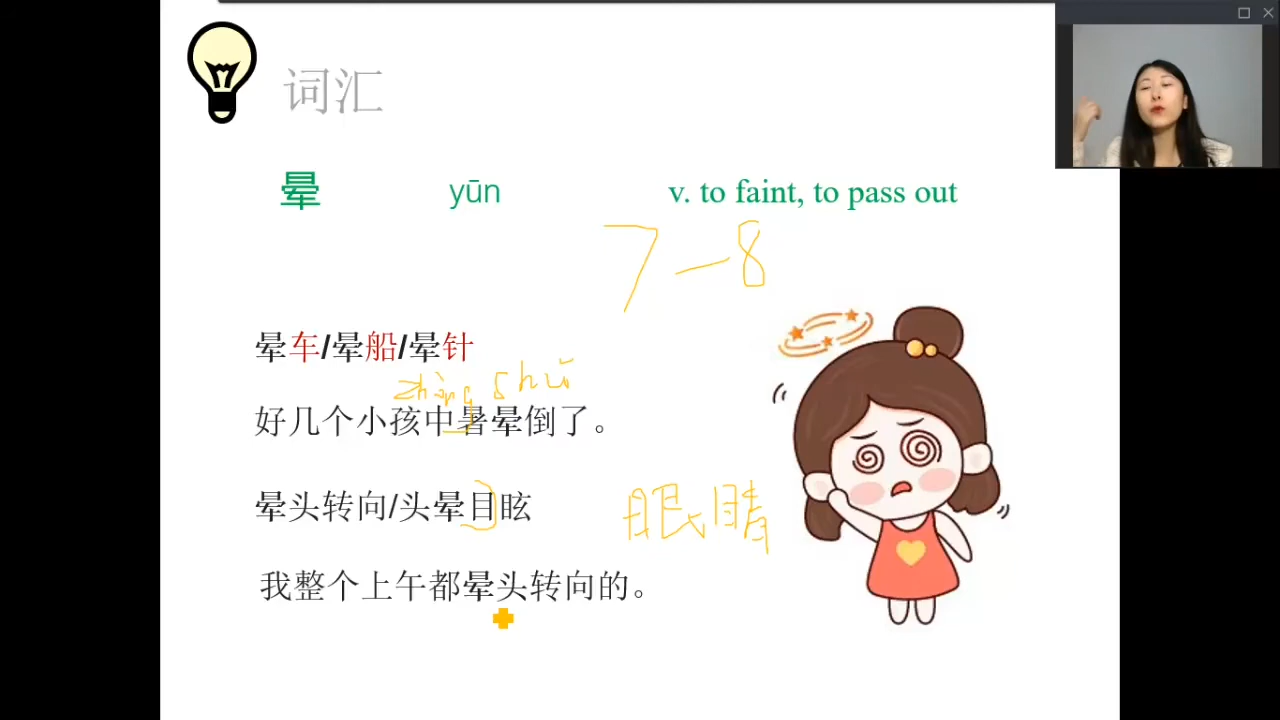 词汇
晕 yūn v. to faint, to pass out
7-8
晕车/晕船/晕针
zhòng shǔ
好几个小孩中暑晕倒了。
晕头转向/头晕目眩
眼睛
我整个上午都晕头转向的。